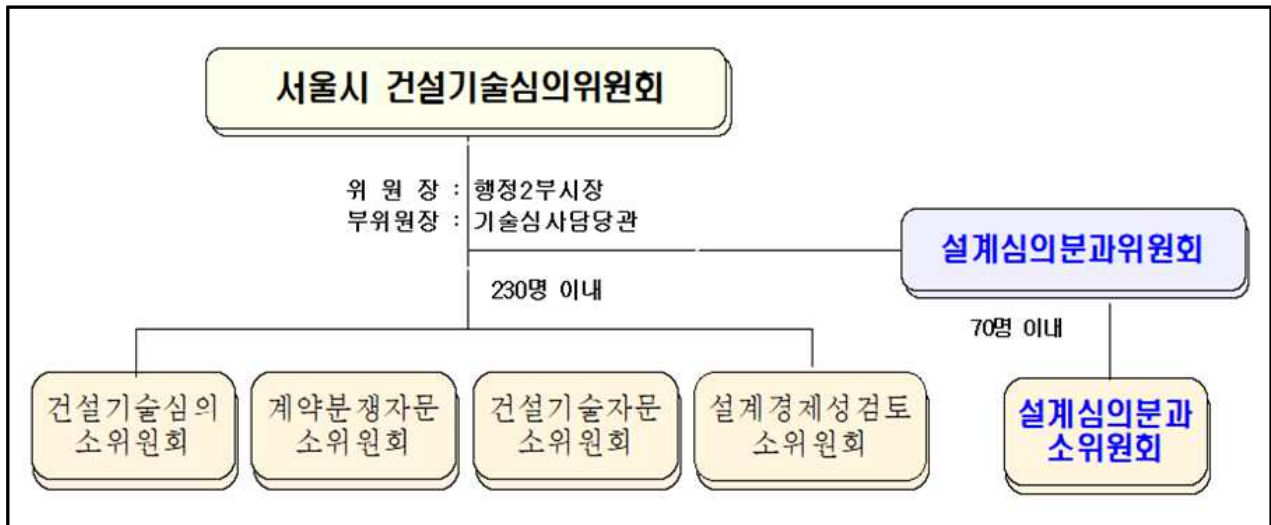 서울시 건설기술심의위원회
위 원 장 : 행정2부시장
부위원장 : 기술심사담당관
설계심의분과위원회
230명 이내
70명 이내
건설기술심의
소위원회
계약분쟁자문
소위원회
건설기술자문
소위원회
설계경제성검토
소위원회
설계심의분과
소위원회